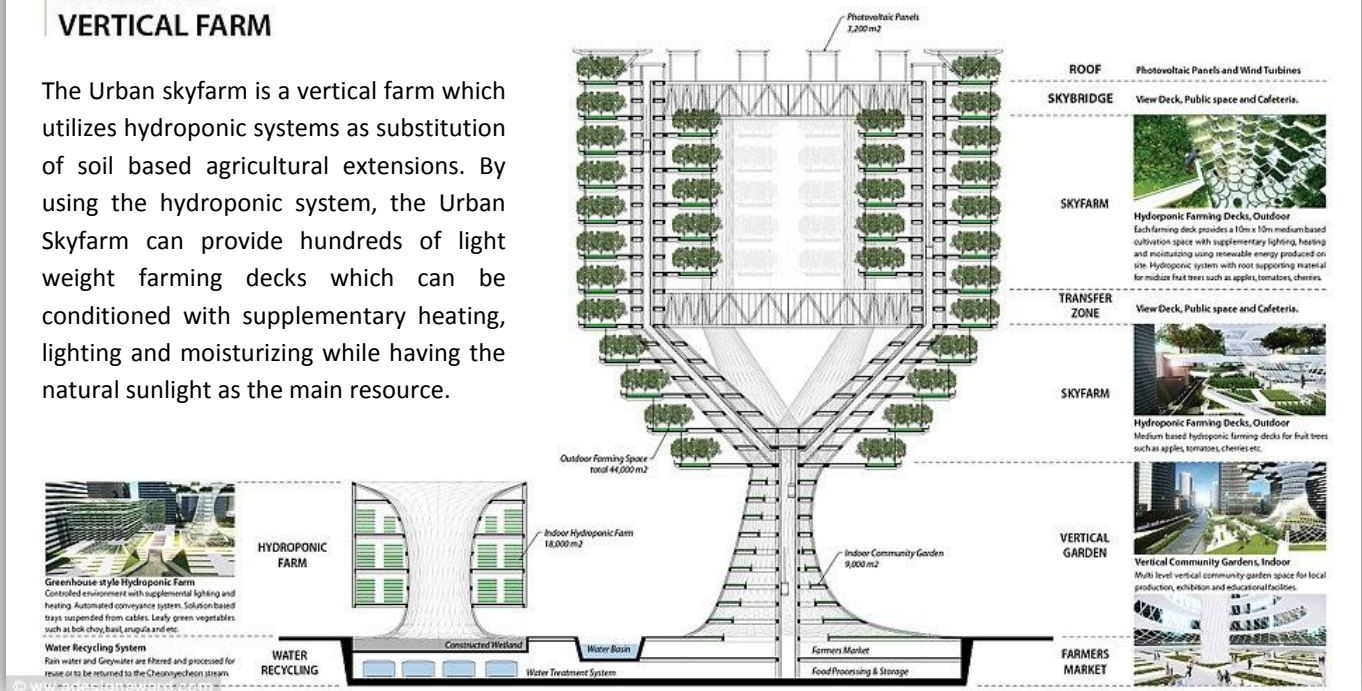 VERTICAL FARM
The Urban skyfarm is a vertical farm which
utilizes hydroponic systems as substitution
of soil based agricultural extensions. By
using the hydroponic system, the Urban
Skyfarm can provide hundreds of light
weight farming decks which can be
conditioned with supplementary heating,
lighting and moisturizing while having the
natural sunlight as the main resource.
Photovoltaic Panels
3,200 m2
ROOF
Photovoltaic Panels and Wind Turbines
SKYBRIDGE
View Deck, Public space and Cafeteria.
SKYFARM
Hydorponic Farming Decks, Outdoor
Each farming deck provides a 10m x 10m medium based
cultivation space with supplementary lighting, heating
and moisturizing using renewable energy produced on
site. Hydroponic system with root supporting material
for midsize fruit trees such as apples, tomatoes, cherries.
TRANSFER
ZONE
View Deck, Public space and Cafeteria.
SKYFARM
Hydroponic Farming Decks, Outdoor
Medium based hydroponic farming decks for fruit trees
such as apples, tomatoes, cherries etc.
Outdoor Farming Space
total 44,000 m2
VERTICAL
GARDEN
Indoor Community Garden
9,000 m2
Vertical Community Gardens, Indoor
Multi level vertical community garden space for local
production, exhibition and educational facilities.
HYDROPONIC
FARM
Indoor Hydroponic Farm
18,000 m2
Greenhouse style Hydroponic Farm
Controlled environment with supplemental lighting and
heating. Automated conveyance system. Solution based
trays suspended from cables. Leafy green vegetables
such as bok choy, basil, arugula and etc.
Water Recycling System
Rain water and Greywater are filtered and processed for
reuse or to be returned to the Cheonnyecheon stream.
WATER
RECYCLING
Constructed Wetland
Water Basin
Water Treatment System
Farmers Market
Food Processing & Storage
FARMERS
MARKET